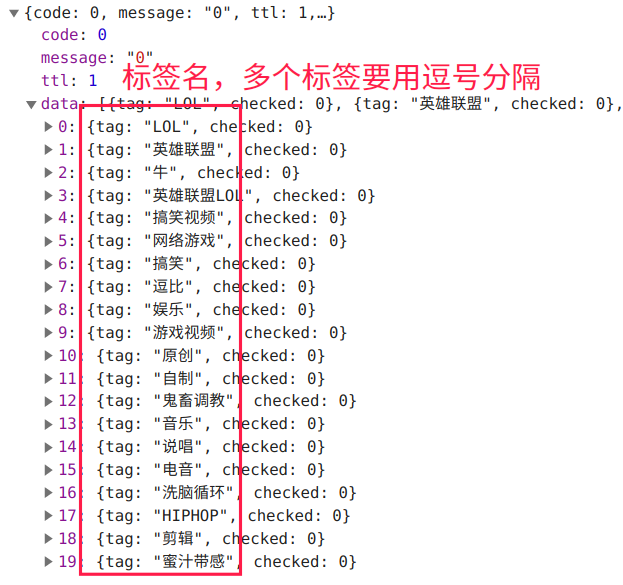 {code: 0, message: "0", ttl: 1,…}
code: 0
message: "0"
ttl: 1
标签名，多个标签要用逗号分隔
data: [{tag: "LOL", checked: 0}, {tag: "英雄联盟", checked: 0},
0: {tag: "LOL", checked: 0}
1: {tag: "英雄联盟", checked: 0}
2: {tag: "牛", checked: 0}
3: {tag: "英雄联盟LOL", checked: 0}
4: {tag: "搞笑视频", checked: 0}
5: {tag: "网络游戏", checked: 0}
6: {tag: "搞笑", checked: 0}
7: {tag: "逗比", checked: 0}
8: {tag: "娱乐", checked: 0}
9: {tag: "游戏视频", checked: 0}
10: {tag: "原创", checked: 0}
11: {tag: "自制", checked: 0}
12: {tag: "鬼畜调教", checked: 0}
13: {tag: "音乐", checked: 0}
14: {tag: "说唱", checked: 0}
15: {tag: "电音", checked: 0}
16: {tag: "洗脑循环", checked: 0}
17: {tag: "HIPHOP", checked: 0}
18: {tag: "剪辑", checked: 0}
19: {tag: "蜜汁带感", checked: 0}